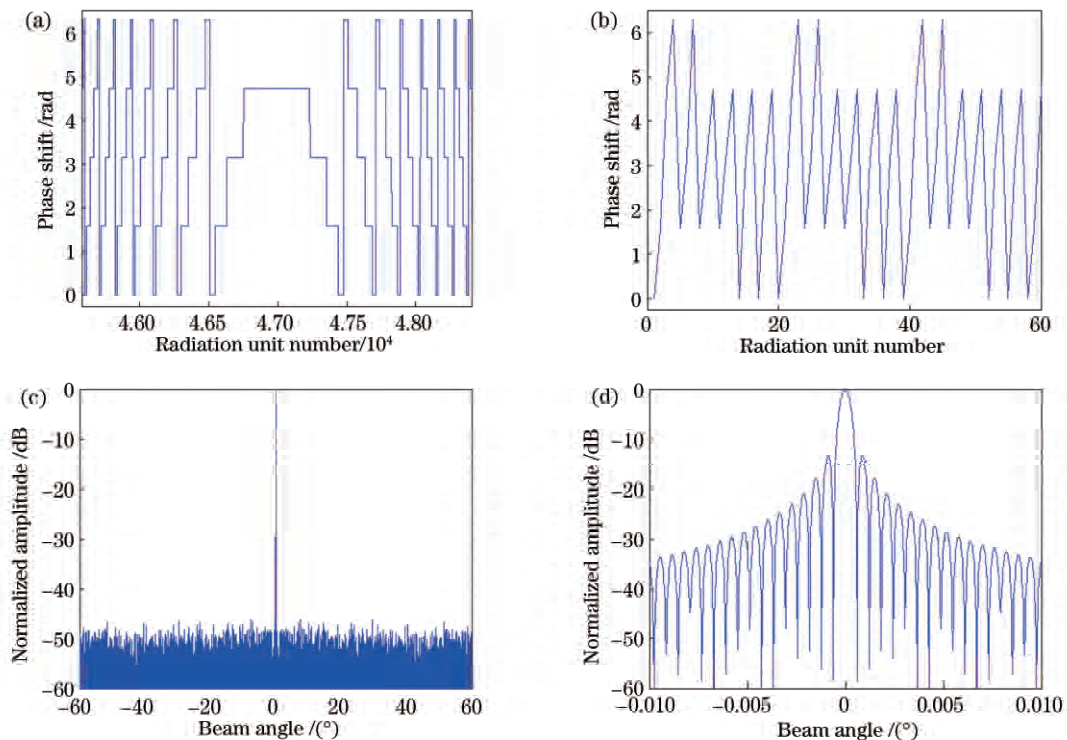 (a)
Phase shift /rad
6
5
4
3
2
1
0
4.60 4.65 4.70 4.75 4.80
Radiation unit number/10⁴
(b)
Phase shift /rad
6
5
4
3
2
1
0
0 20 40 60
Radiation unit number
(c)
Normalized amplitude /dB
0
−10
−20
−30
−40
−50
−60
−60 −40 −20 0 20 40 60
Beam angle /(°)
(d)
Normalized amplitude /dB
0
−10
−20
−30
−40
−50
−60
−0.010 −0.005 0 0.005 0.010
Beam angle /(°)